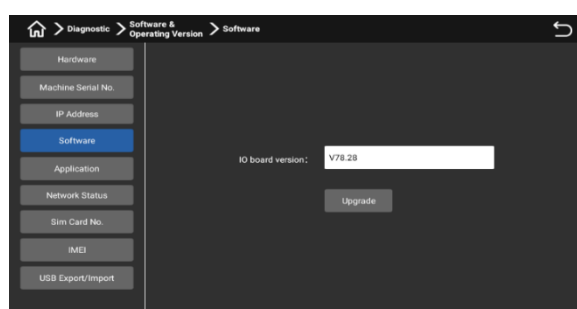 Diagnostic
Software &
Operating Version
Software
Hardware
Machine Serial No.
IP Address
Software
Application
Network Status
Sim Card No.
IMEI
USB Export/Import
IO board version:
V78.28
Upgrade